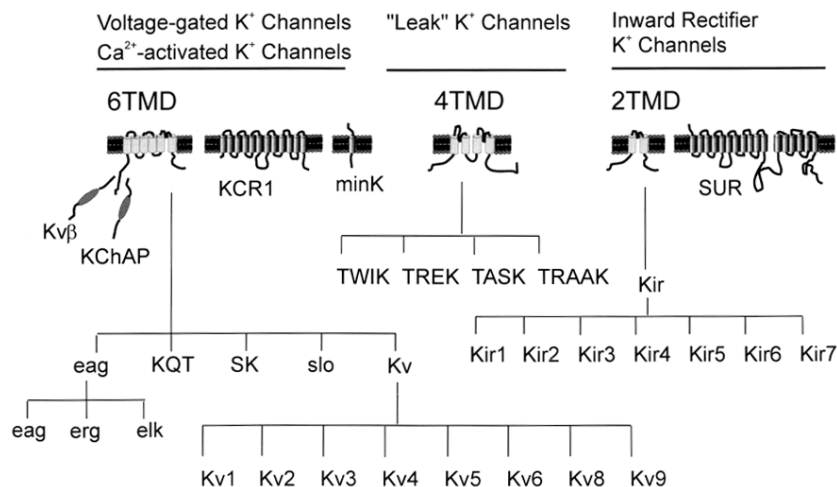 Voltage-gated K⁺ Channels
Ca²⁺-activated K⁺ Channels
"Leak" K⁺ Channels
Inward Rectifier
K⁺ Channels
6TMD
4TMD
2TMD
KCR1
minK
SUR
Kvβ
KChAP
TWIK TREK TASK TRAAK
Kir
Kir1 Kir2 Kir3 Kir4 Kir5 Kir6 Kir7
eag KQT SK slo Kv
eag erg elk
Kv1 Kv2 Kv3 Kv4 Kv5 Kv6 Kv8 Kv9